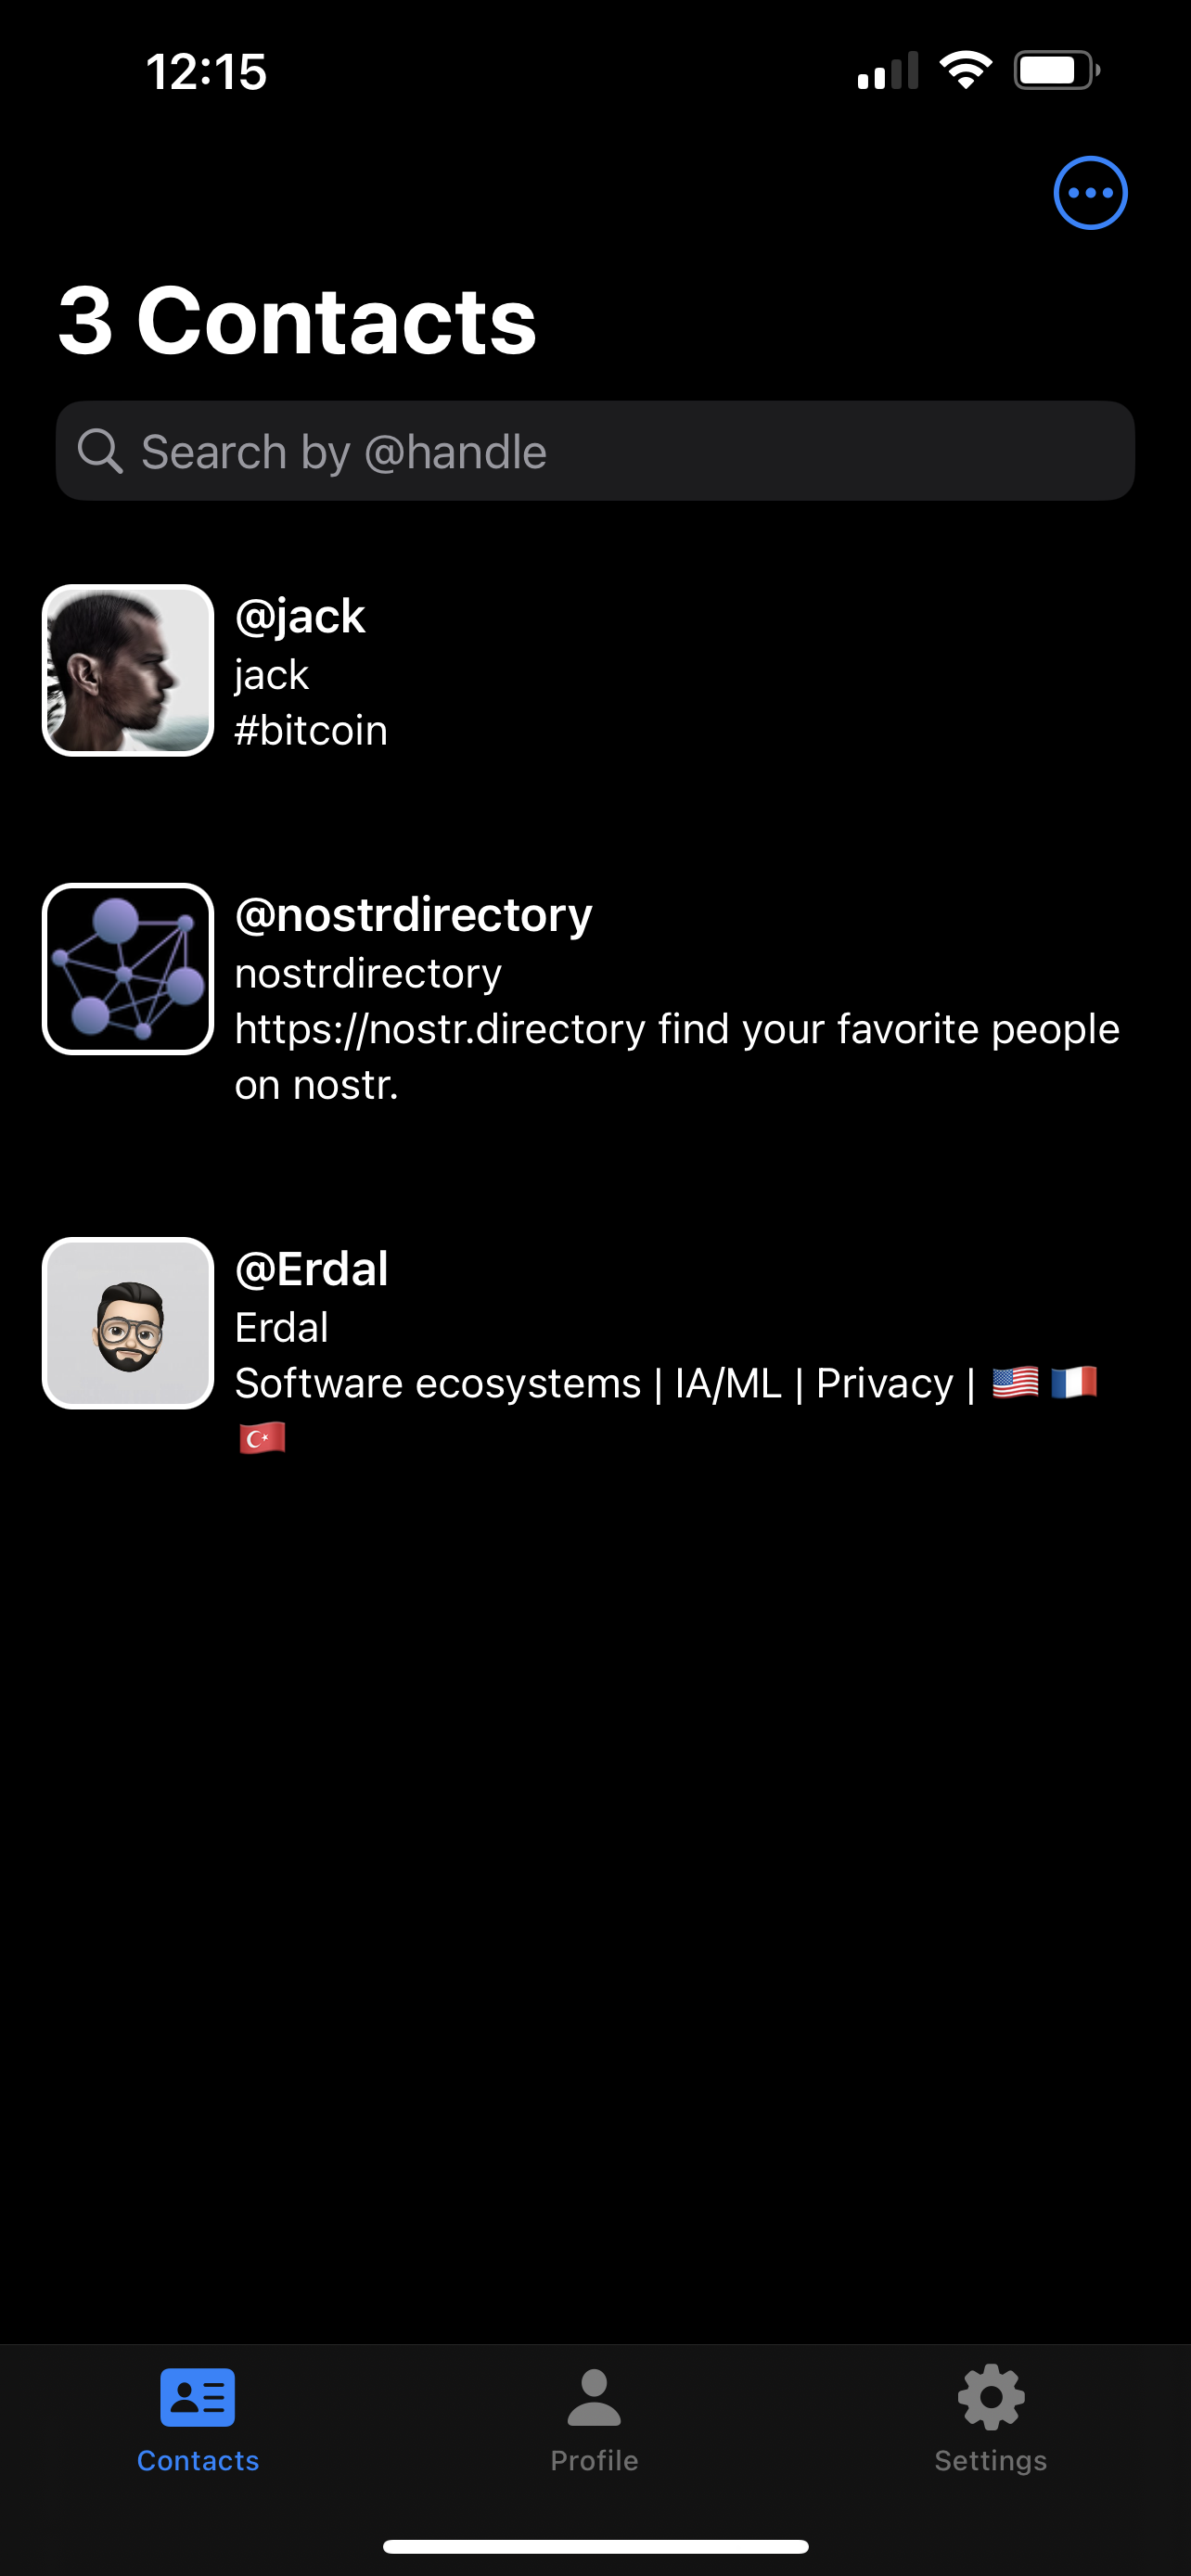 12:15
3 Contacts
Search by @handle
@jack
jack
#bitcoin
@nostrdirectory
nostrdirectory
https://nostr.directory find your favorite people
on nostr.
@Erdal
Erdal
Software ecosystems | IA/ML | Privacy | 🇺🇸 🇫🇷
🇹🇷
Contacts
Profile
Settings